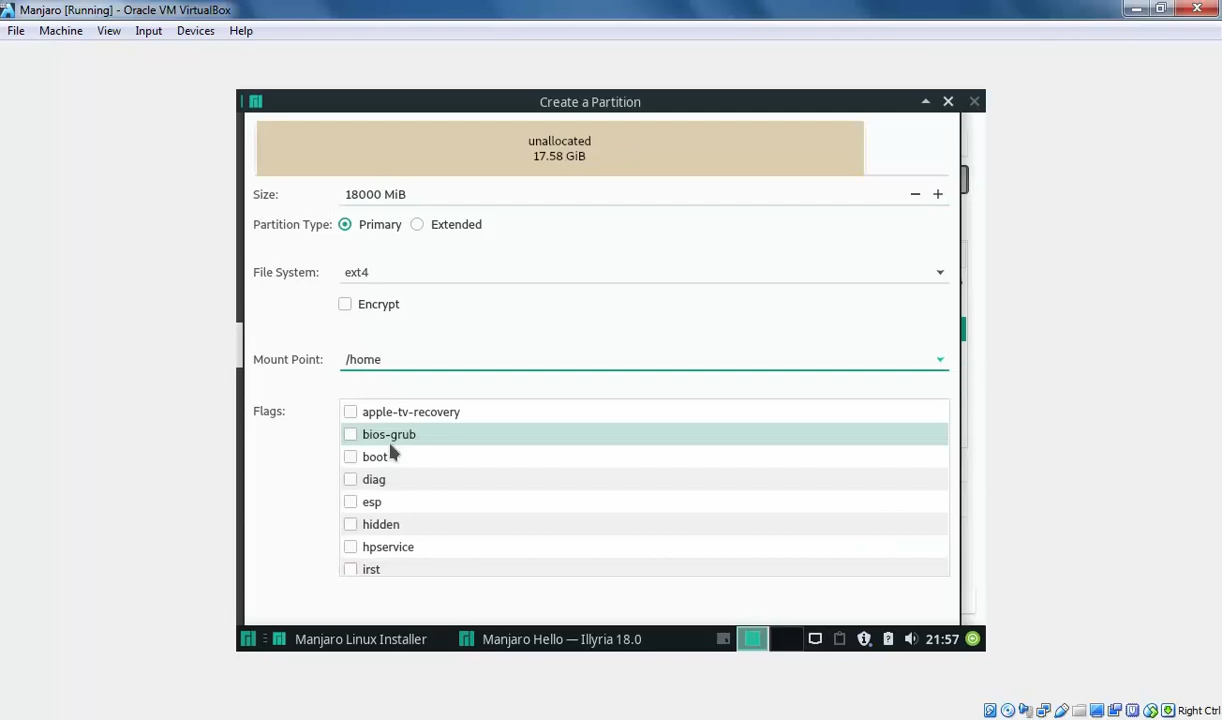 Manjaro [Running] - Oracle VM VirtualBox
File Machine View Input Devices Help
Create a Partition
unallocated
17.58 GiB
Size: 18000 MiB
Partition Type: Primary Extended
File System: ext4
Encrypt
Mount Point: /home
Flags: apple-tv-recovery
bios-grub
boot
diag
esp
hidden
hpservice
irst
Manjaro Linux Installer Manjaro Hello — Illyria 18.0 21:57
Right Ctrl